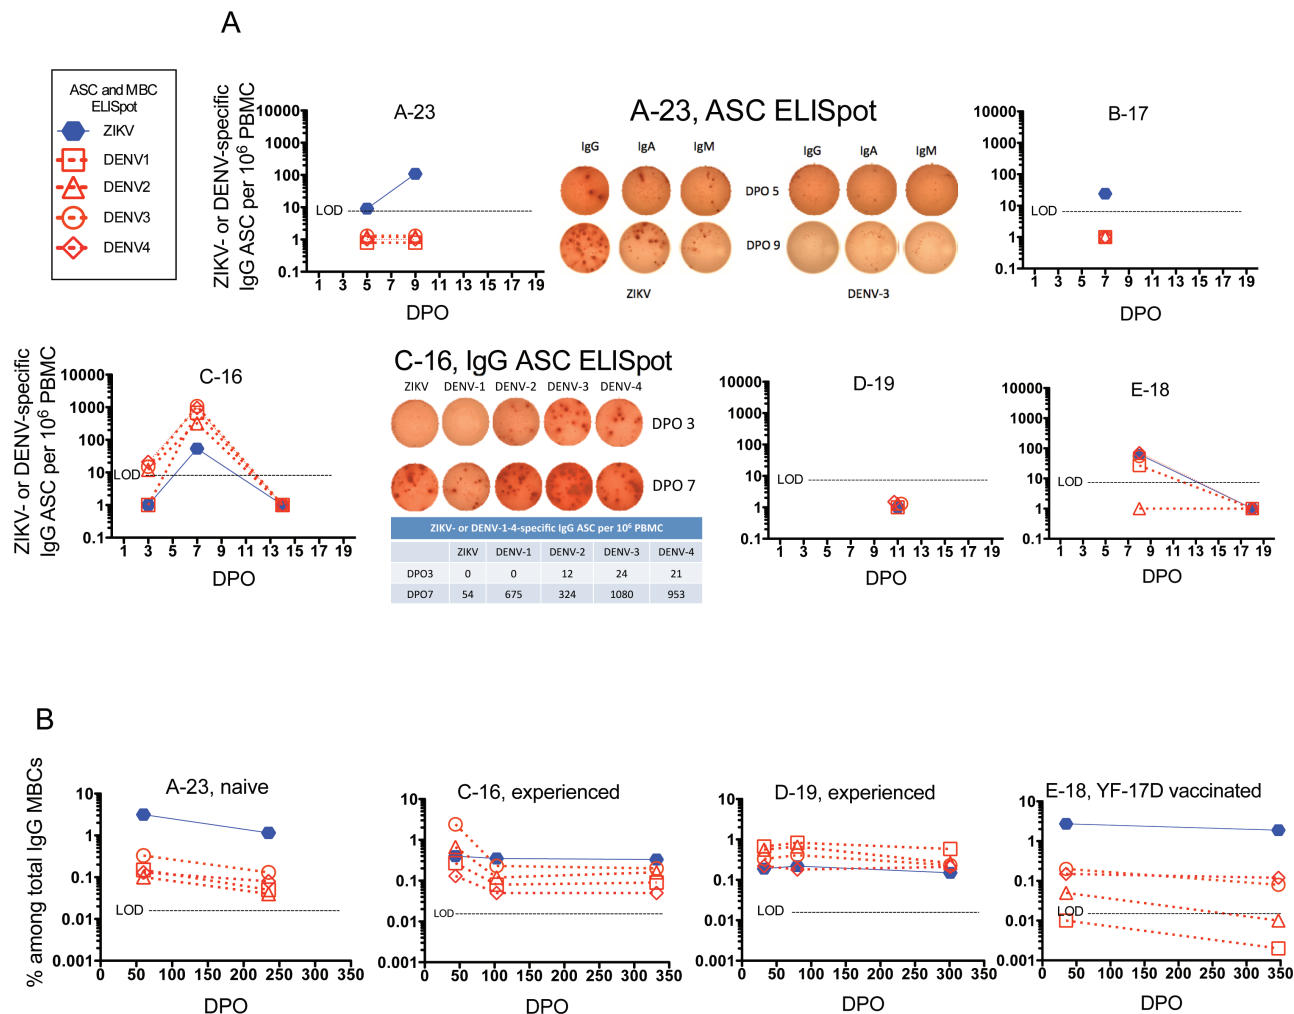 A
ASC and MBC
ELISpot
ZIKV
DENV1
DENV2
DENV3
DENV4
ZIKV- or DENV-specific
IgG ASC per 10⁶ PBMC
A-23
10000
1000
100
10
1
0.1
LOD
1 3 5 7 9 11 13 15 17 19
DPO
A-23, ASC ELISpot
IgG IgA IgM IgG IgA IgM
DPO 5
DPO 9
ZIKV DENV-3
B-17
10000
1000
100
10
1
0.1
LOD
1 3 5 7 9 11 13 15 17 19
DPO
ZIKV- or DENV-specific
IgG ASC per 10⁶ PBMC
C-16
10000
1000
100
10
1
0.1
LOD
1 3 5 7 9 11 13 15 17 19
DPO
C-16, IgG ASC ELISpot
ZIKV DENV-1 DENV-2 DENV-3 DENV-4
DPO 3
DPO 7
ZIKV- or DENV-1-4-specific IgG ASC per 10⁶ PBMC
ZIKV DENV-1 DENV-2 DENV-3 DENV-4
DPO3 0 0 12 24 21
DPO7 54 675 324 1080 953
D-19
10000
1000
100
10
1
0.1
LOD
1 3 5 7 9 11 13 15 17 19
DPO
E-18
10000
1000
100
10
1
0.1
LOD
1 3 5 7 9 11 13 15 17 19
DPO
B
% among total IgG MBCs
A-23, naive
10
1
0.1
0.01
0.001
LOD
0 50 100 150 200 250 300 350
DPO
C-16, experienced
10
1
0.1
0.01
0.001
LOD
0 50 100 150 200 250 300 350
DPO
D-19, experienced
10
1
0.1
0.01
0.001
LOD
0 50 100 150 200 250 300 350
DPO
E-18, YF-17D vaccinated
10
1
0.1
0.01
0.001
LOD
0 50 100 150 200 250 300 350
DPO